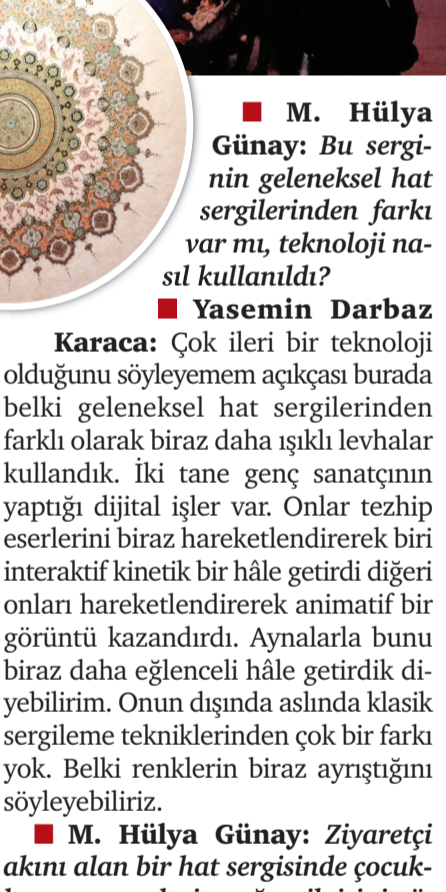 ■ M. Hülya
Günay: Bu sergi-
nin geleneksel hat
sergilerinden farkı
var mı, teknoloji na-
sıl kullanıldı?
■ Yasemin Darbaz
Karaca: Çok ileri bir teknoloji
olduğunu söyleyemem açıkçası burada
belki geleneksel hat sergilerinden
farklı olarak biraz daha ışıklı levhalar
kullandık. İki tane genç sanatçının
yaptığı dijital işler var. Onlar tezhip
eserlerini biraz hareketlendirerek biri
interaktif kinetik bir hâle getirdi diğeri
onları hareketlendirerek animatif bir
görüntü kazandırdı. Aynalarla bunu
biraz daha eğlenceli hâle getirdik di-
yebilirim. Onun dışında aslında klasik
sergileme tekniklerinden çok bir farkı
yok. Belki renklerin biraz ayrıştığını
söyleyebiliriz.
■ M. Hülya Günay: Ziyaretçi
akını alan bir hat sergisinde çocuk-